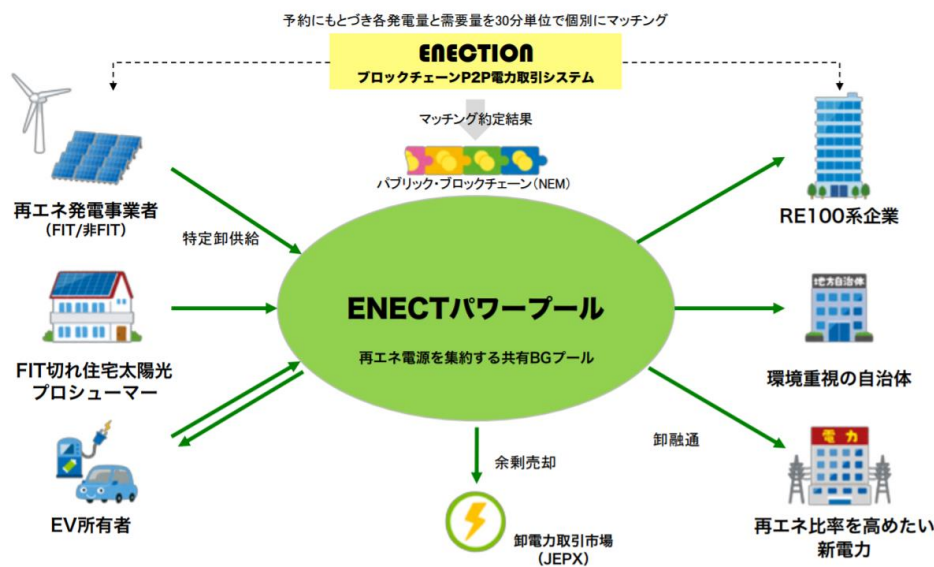 予約にもとづき各発電量と需要量を30分単位で個別にマッチング
ENECTION
ブロックチェーンP2P電力取引システム
マッチング約定結果
パブリック・ブロックチェーン(NEM)
再エネ発電事業者
(FIT/非FIT)
特定卸供給
RE100系企業
FIT切れ住宅太陽光
プロシューマー
ENECTパワープール
再エネ電源を集約する共有BGプール
地方自治体
環境重視の自治体
EV所有者
余剰売却
卸電力取引市場
(JEPX)
卸融通
電力
再エネ比率を高めたい
新電力